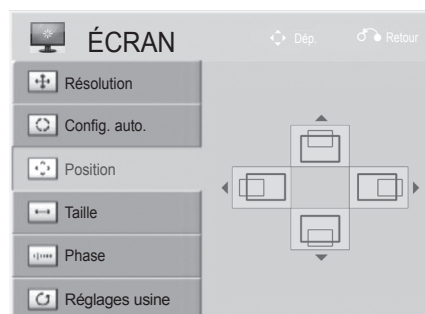 ÉCRAN
Dép.
Retour
Résolution
Config. auto.
Position
Taille
Phase
Réglages usine